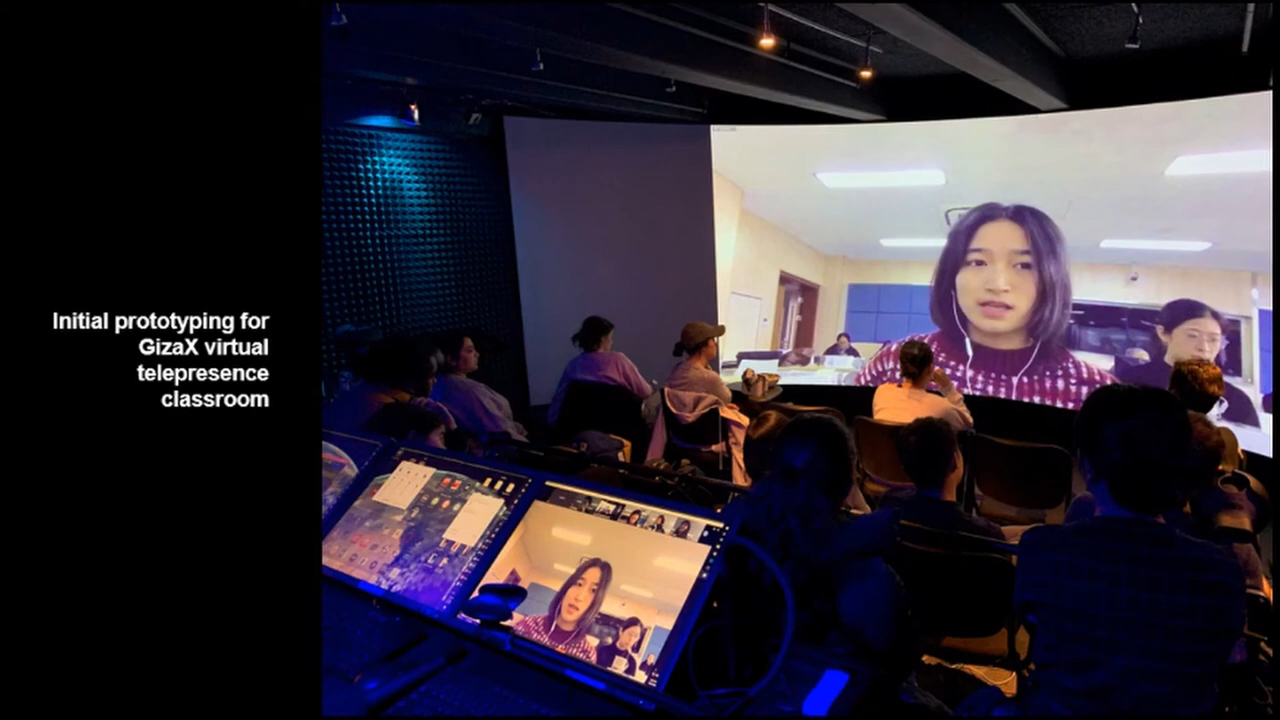 Initial prototyping for
GizaX virtual
telepresence
classroom